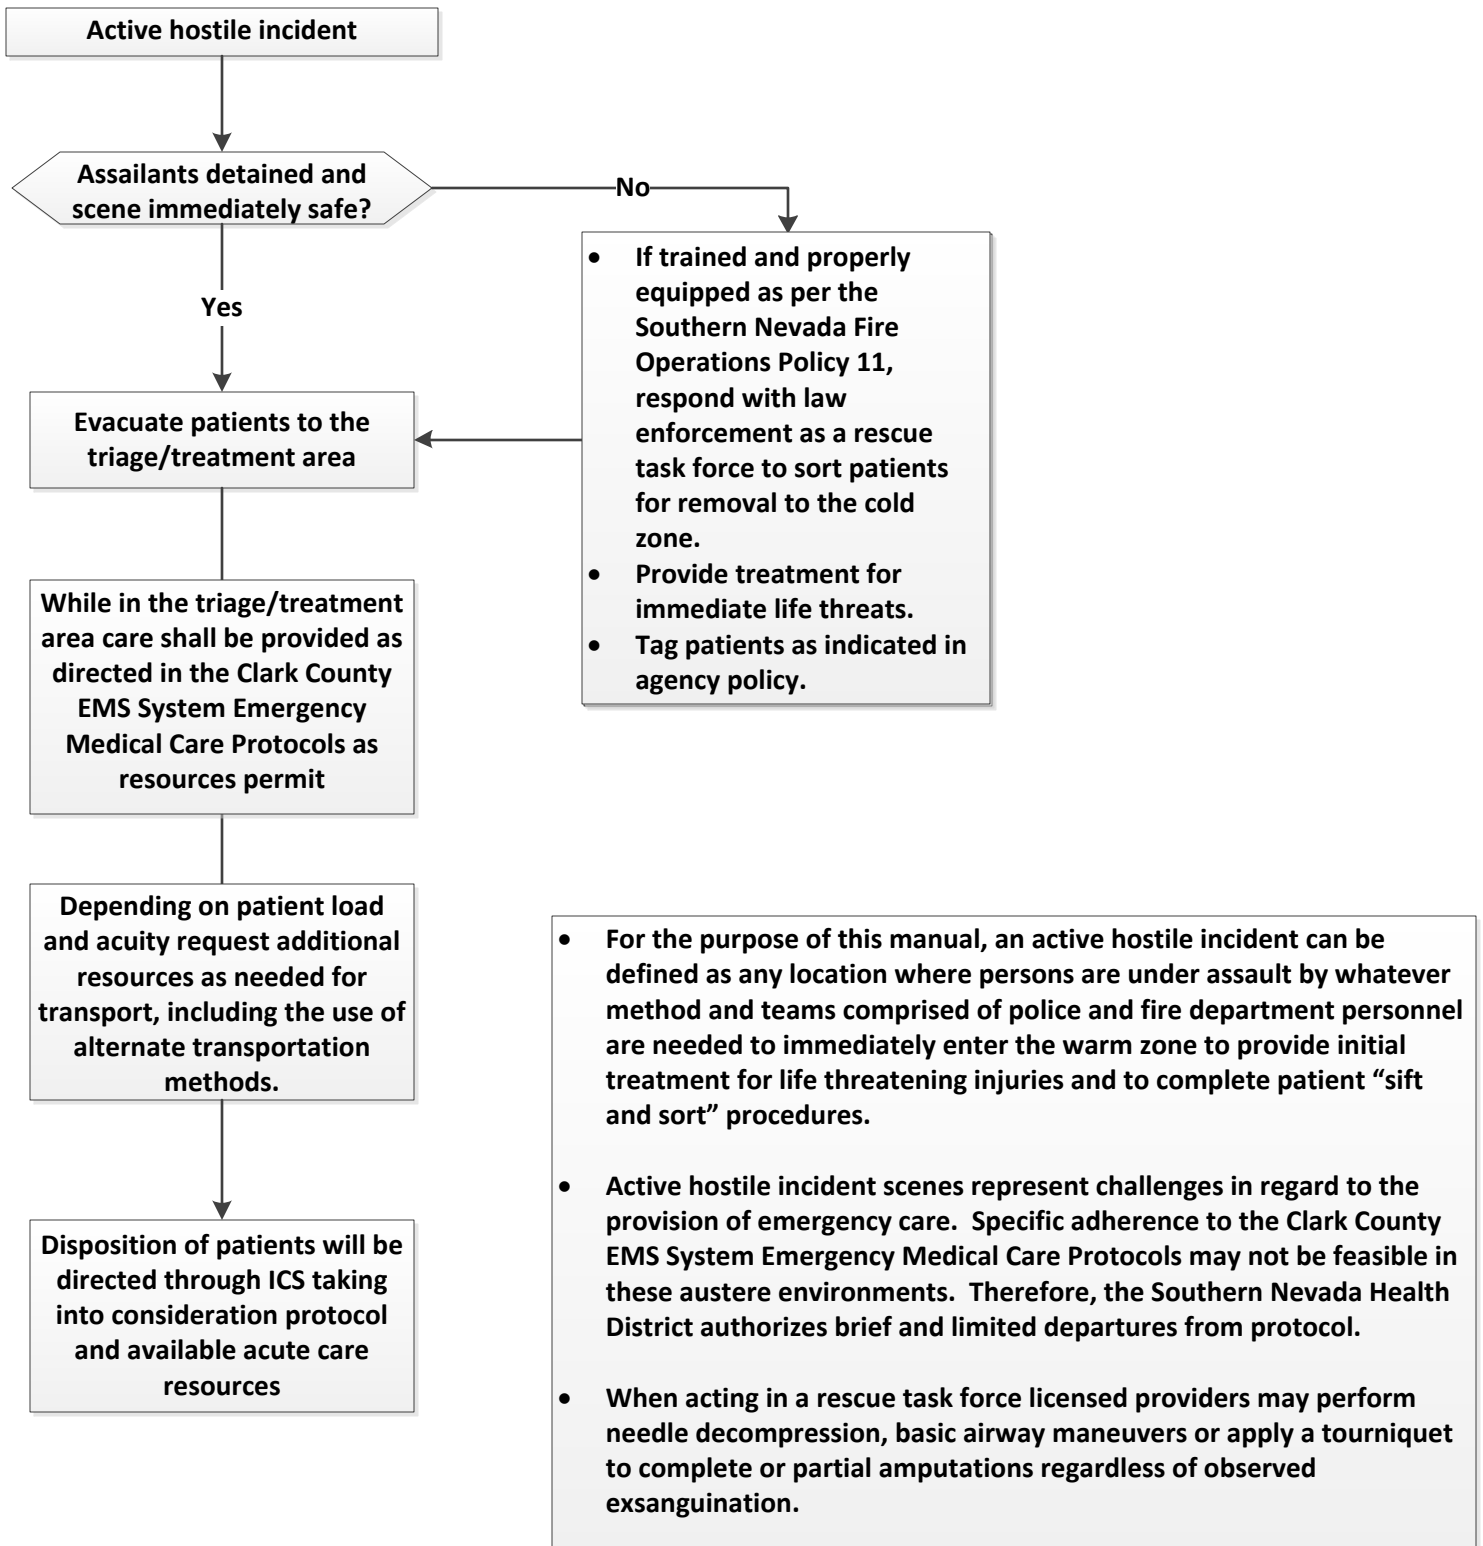 Active hostile incident
Assailants detained and
scene immediately safe?
No
Yes
• If trained and properly
equipped as per the
Southern Nevada Fire
Operations Policy 11,
respond with law
enforcement as a rescue
task force to sort patients
for removal to the cold
zone.
• Provide treatment for
immediate life threats.
• Tag patients as indicated in
agency policy.
Evacuate patients to the
triage/treatment area
While in the triage/treatment
area care shall be provided as
directed in the Clark County
EMS System Emergency
Medical Care Protocols as
resources permit
Depending on patient load
and acuity request additional
resources as needed for
transport, including the use of
alternate transportation
methods.
Disposition of patients will be
directed through ICS taking
into consideration protocol
and available acute care
resources
• For the purpose of this manual, an active hostile incident can be
defined as any location where persons are under assault by whatever
method and teams comprised of police and fire department personnel
are needed to immediately enter the warm zone to provide initial
treatment for life threatening injuries and to complete patient “sift
and sort” procedures.
• Active hostile incident scenes represent challenges in regard to the
provision of emergency care.  Specific adherence to the Clark County
EMS System Emergency Medical Care Protocols may not be feasible in
these austere environments.  Therefore, the Southern Nevada Health
District authorizes brief and limited departures from protocol.
• When acting in a rescue task force licensed providers may perform
needle decompression, basic airway maneuvers or apply a tourniquet
to complete or partial amputations regardless of observed
exsanguination.